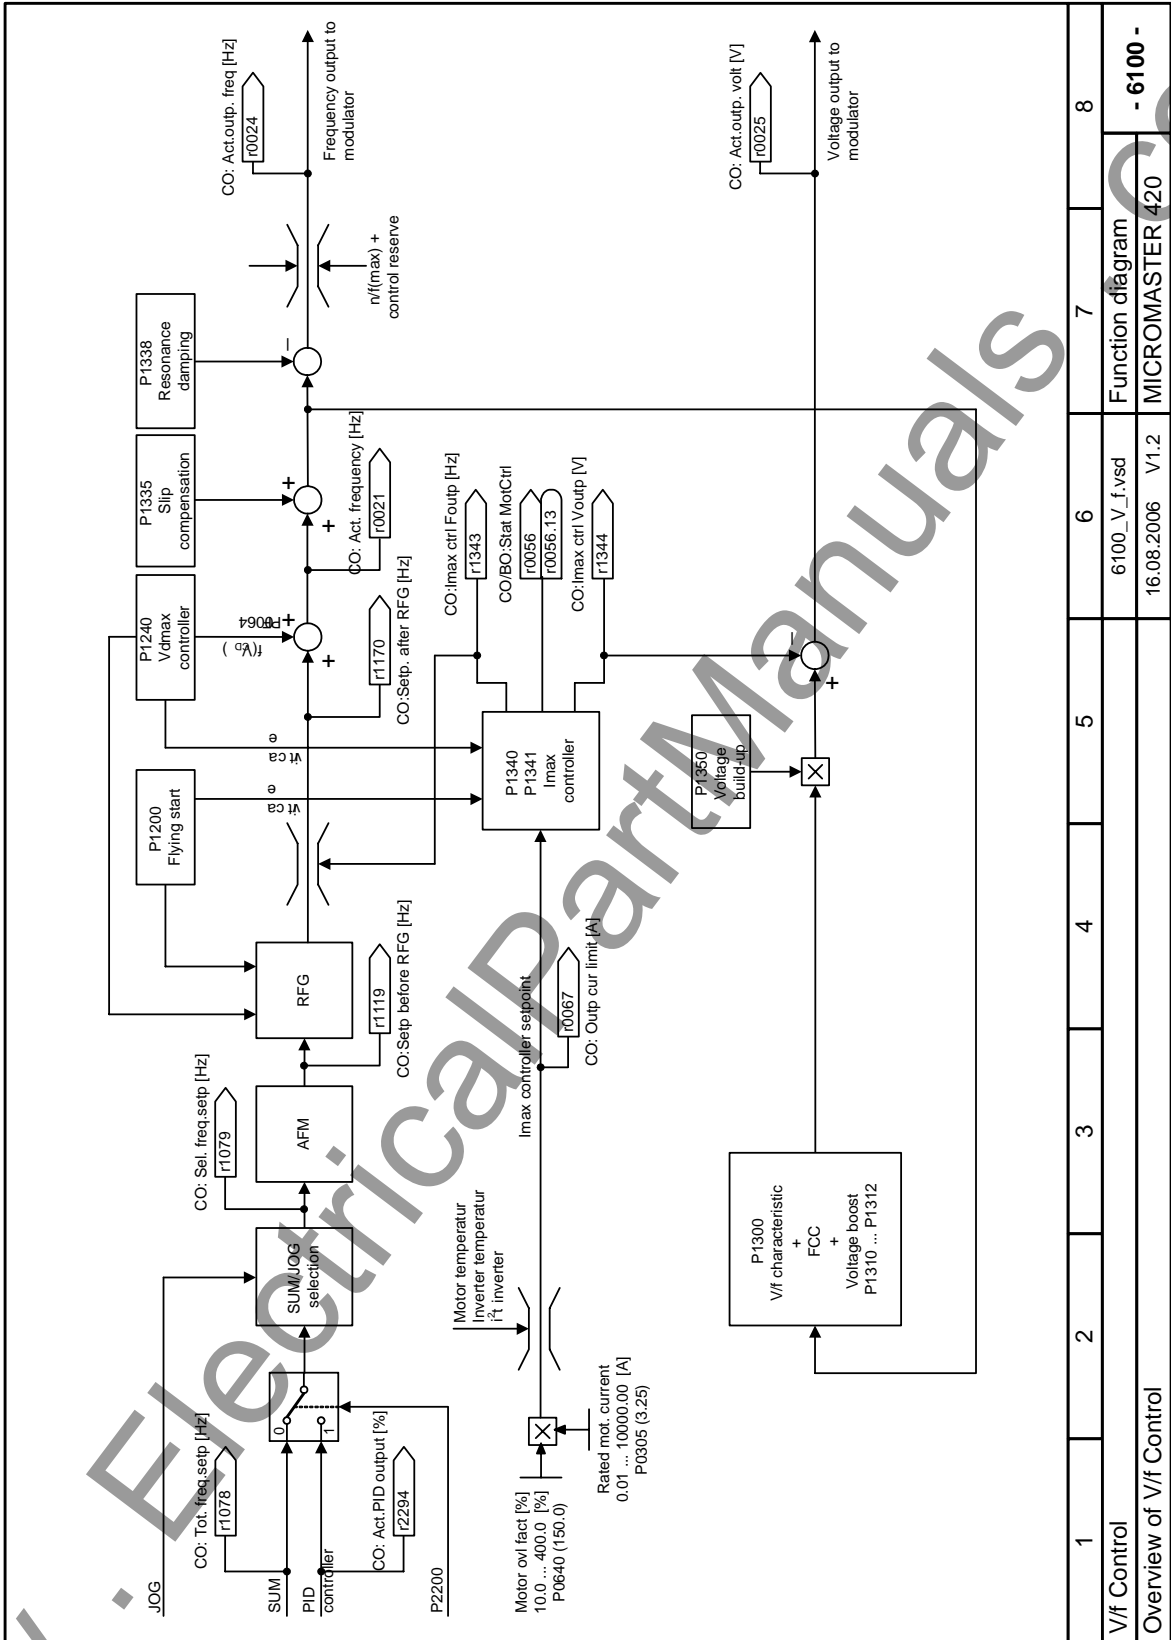 JOG
CO: Tot. freq.setp [Hz]
r1078
SUM
PID
controller
0
1
CO: Act.PID output [%]
r2294
P2200
SUM/JOG
selection
CO: Sel. freq.setp [Hz]
r1079
AFM
CO:Setp before RFG [Hz]
r1119
RFG
P1200
Flying start
P1240
Vdmax
controller
P1335
Slip
compensation
P1338
Resonance
damping
+
+
+
+
–
CO:Setp. after RFG [Hz]
r1170
CO: Act. frequency [Hz]
r0021
n/f(max) +
control reserve
CO: Act.outp. freq [Hz]
r0024
Frequency output to
modulator
Motor ovl fact [%]
10.0 ... 400.0 [%]
P0640 (150.0)
Rated mot. current
0.01 ... 10000.00 [A]
P0305 (3.25)
Motor temperatur
Inverter temperatur
i²t inverter
Imax controller setpoint
r0067
CO: Outp cur limit [A]
P1340
P1341
Imax
controller
CO:Imax ctrl Foutp [Hz]
r1343
CO/BO:Stat MotCtrl
r0056
r0056.13
CO:Imax ctrl Voutp [V]
r1344
P1300
V/f characteristic
+
FCC
+
Voltage boost
P1310 ... P1312
P1350
Voltage
build-up
+
–
CO: Act.outp. volt [V]
r0025
Voltage output to
modulator
1 2 3 4 5 6 7 8
V/f Control 6100_V_f.vsd Function diagram - 6100 -
Overview of V/f Control 16.08.2006 V1.2 MICROMASTER 420
. ElectricalPartManuals .